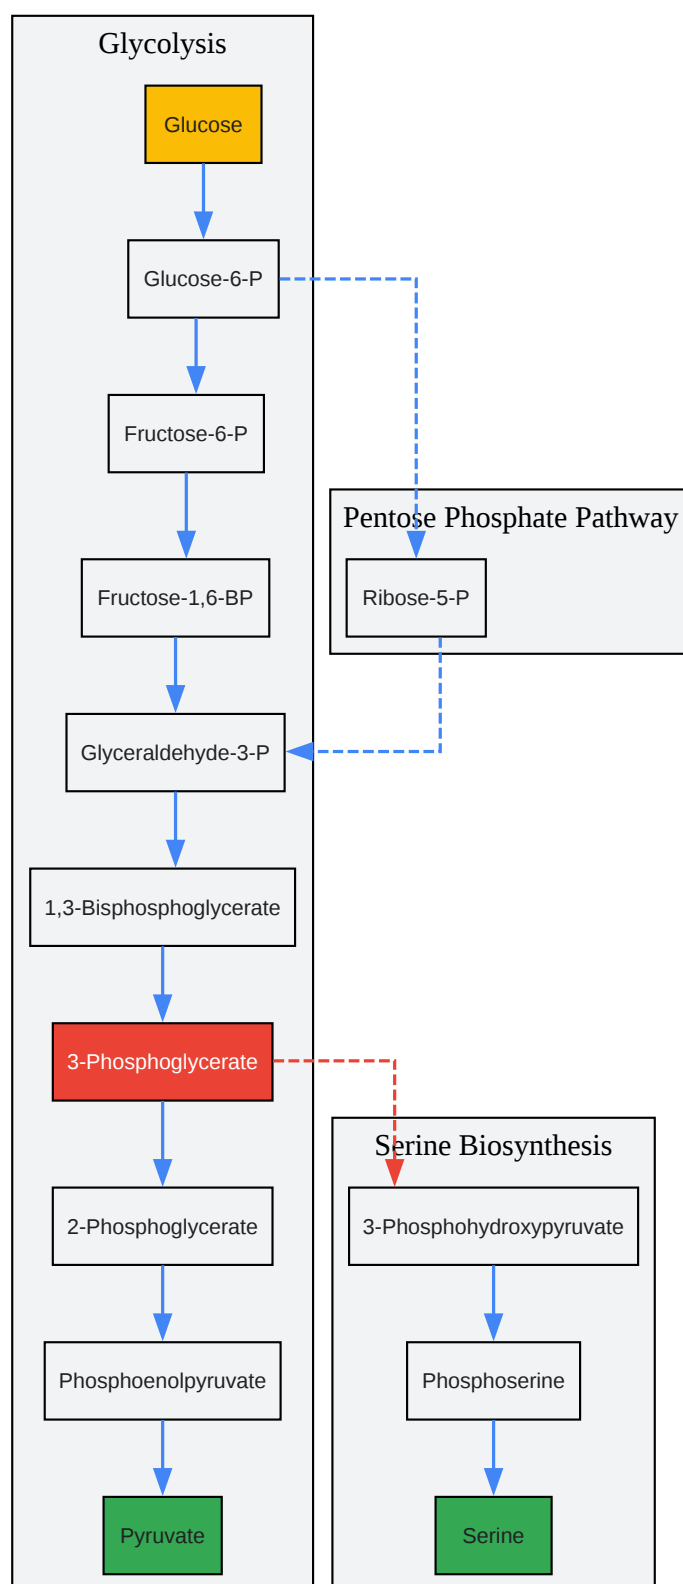 Glycolysis
Glucose
Glucose-6-P
Fructose-6-P
Pentose Phosphate Pathway
Fructose-1,6-BP
Ribose-5-P
Glyceraldehyde-3-P
1,3-Bisphosphoglycerate
3-Phosphoglycerate
Serine Biosynthesis
2-Phosphoglycerate
3-Phosphohydroxypyruvate
Phosphoenolpyruvate
Phosphoserine
Pyruvate
Serine